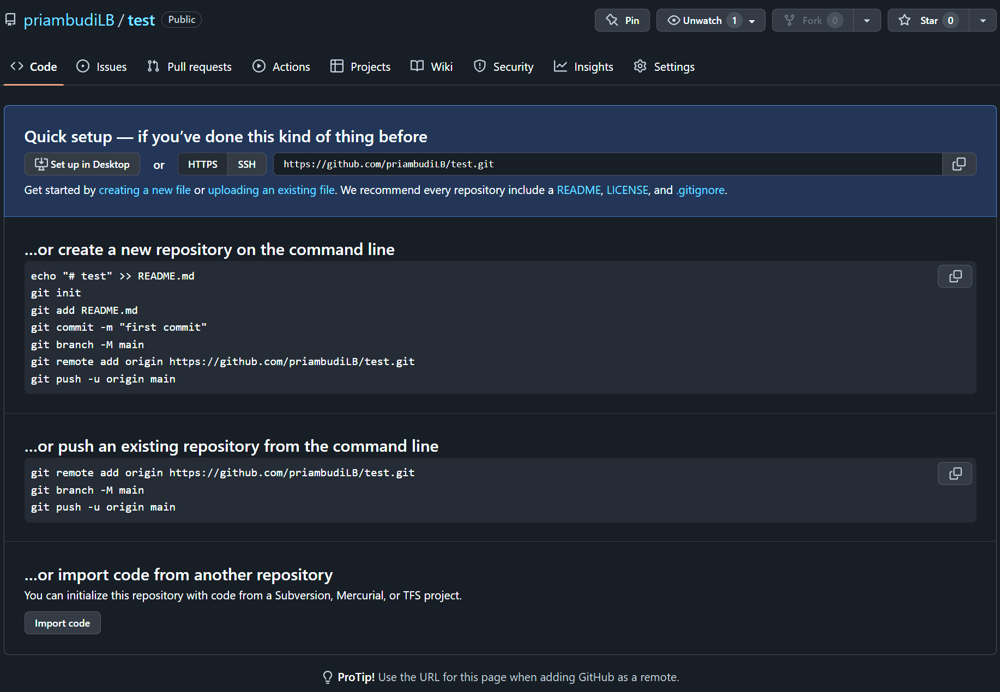 priambudiLB / test Public
Pin
Unwatch 1
Fork 0
Star 0
Code Issues Pull requests Actions Projects Wiki Security Insights Settings
Quick setup — if you’ve done this kind of thing before
Set up in Desktop or HTTPS SSH https://github.com/priambudiLB/test.git
Get started by creating a new file or uploading an existing file. We recommend every repository include a README, LICENSE, and .gitignore.
…or create a new repository on the command line
echo "# test" >> README.md
git init
git add README.md
git commit -m "first commit"
git branch -M main
git remote add origin https://github.com/priambudiLB/test.git
git push -u origin main
…or push an existing repository from the command line
git remote add origin https://github.com/priambudiLB/test.git
git branch -M main
git push -u origin main
…or import code from another repository
You can initialize this repository with code from a Subversion, Mercurial, or TFS project.
Import code
ProTip! Use the URL for this page when adding GitHub as a remote.